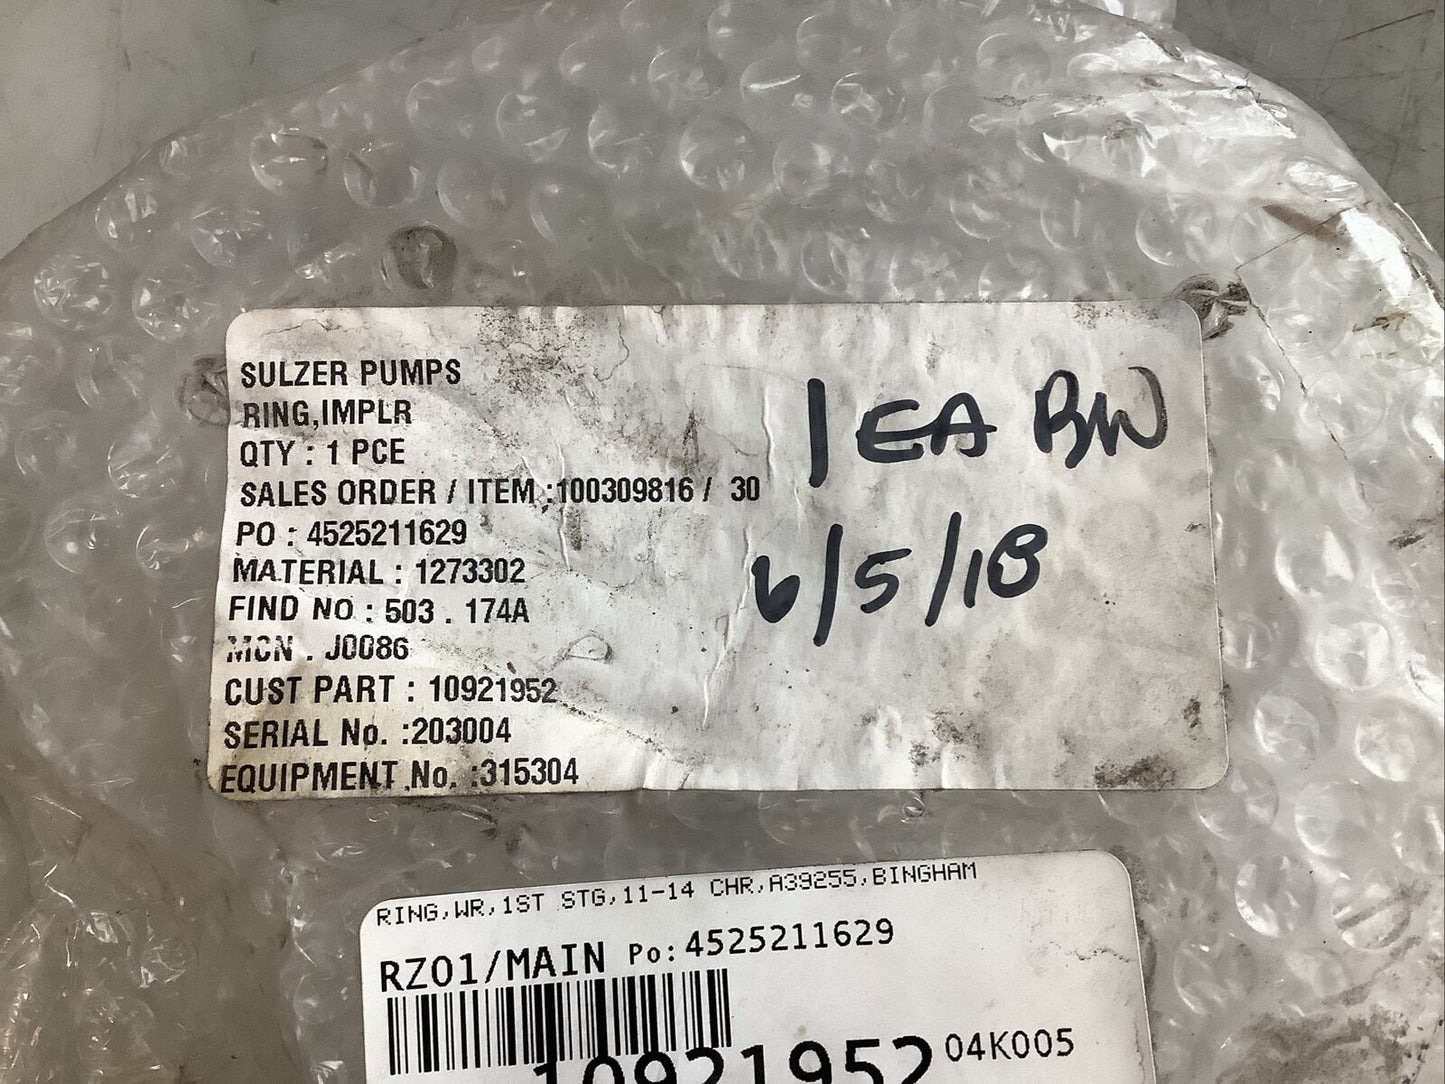 SULZER PUMPS
RING,IMPLR
QTY : 1 PCE
SALES ORDER / ITEM :100309816 / 30
PO : 4525211629
MATERIAL : 1273302
FIND NO : 503 . 174A
MCN . J0086
CUST PART : 10921952
SERIAL No. :203004
EQUIPMENT No. :315304
1 EA BW
6/5/18
RING,WR,1ST STG,11-14 CHR,A39255,BINGHAM
RZ01/MAIN Po: 4525211629
10921952 04K005